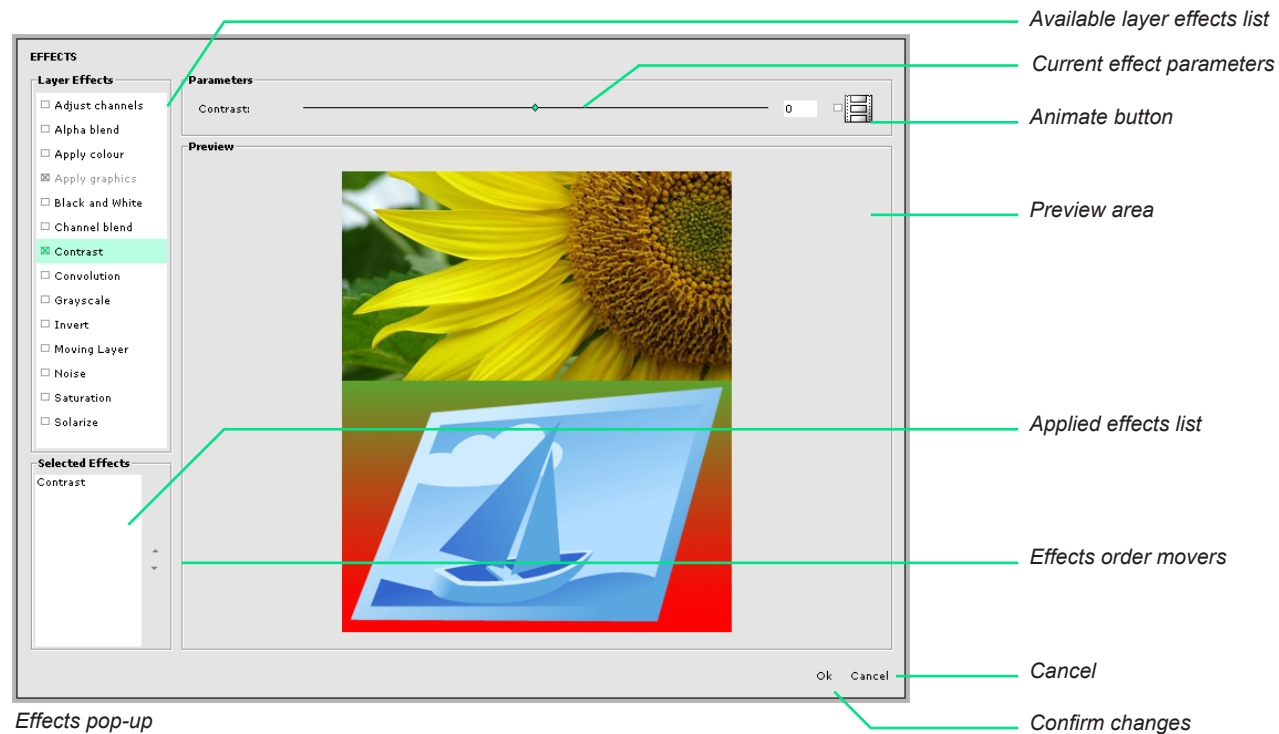 Available layer effects list
EFFECTS
Layer Effects
Adjust channels
Alpha blend
Apply colour
Apply graphics
Black and White
Channel blend
Contrast
Convolution
Grayscale
Invert
Moving Layer
Noise
Saturation
Solarize
Selected Effects
Contrast
Parameters
Contrast: 0
Preview
Ok Cancel
Current effect parameters
Animate button
Preview area
Applied effects list
Effects order movers
Cancel
Confirm changes
Effects pop-up